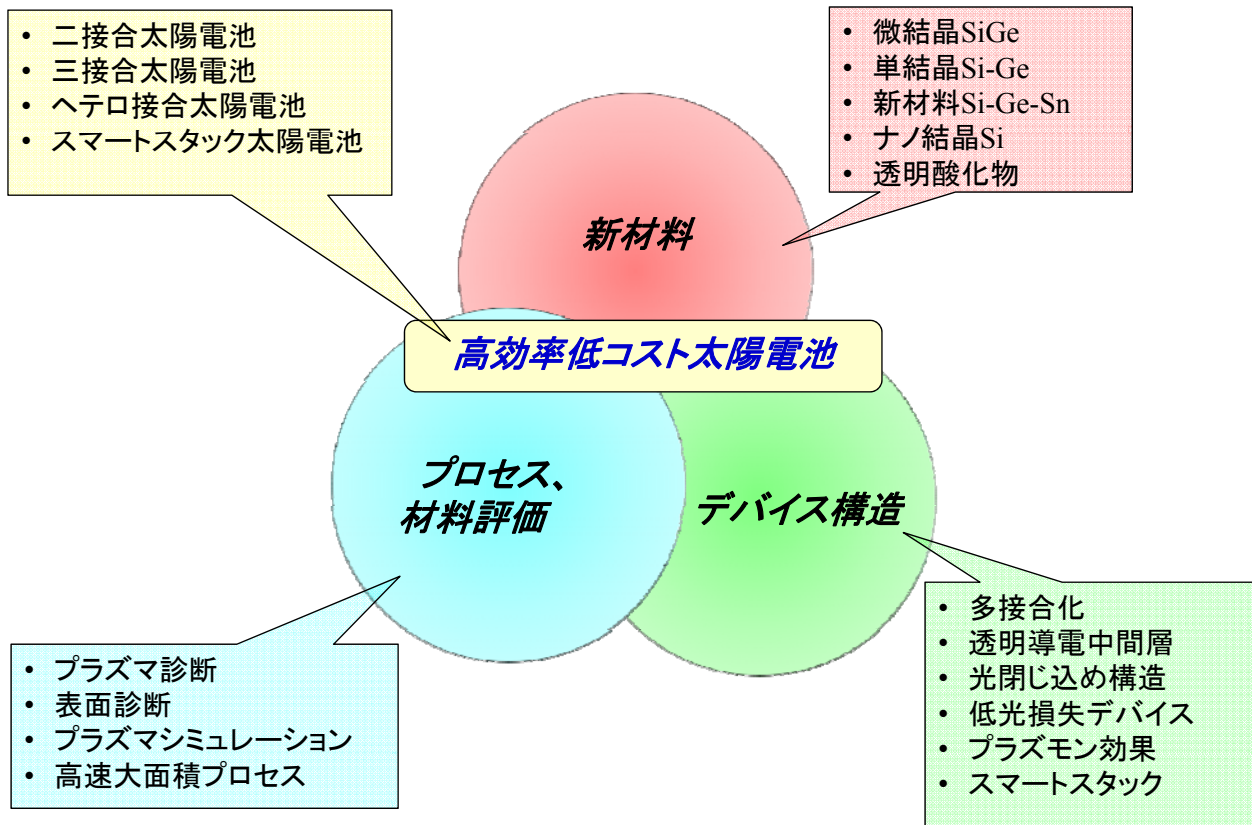 • 二接合太陽電池
• 三接合太陽電池
• ヘテロ接合太陽電池
• スマートスタック太陽電池
• 微結晶SiGe
• 単結晶Si-Ge
• 新材料Si-Ge-Sn
• ナノ結晶Si
• 透明酸化物
新材料
高効率低コスト太陽電池
プロセス、
材料評価
デバイス構造
• プラズマ診断
• 表面診断
• プラズマシミュレーション
• 高速大面積プロセス
• 多接合化
• 透明導電中間層
• 光閉じ込め構造
• 低光損失デバイス
• プラズモン効果
• スマートスタック